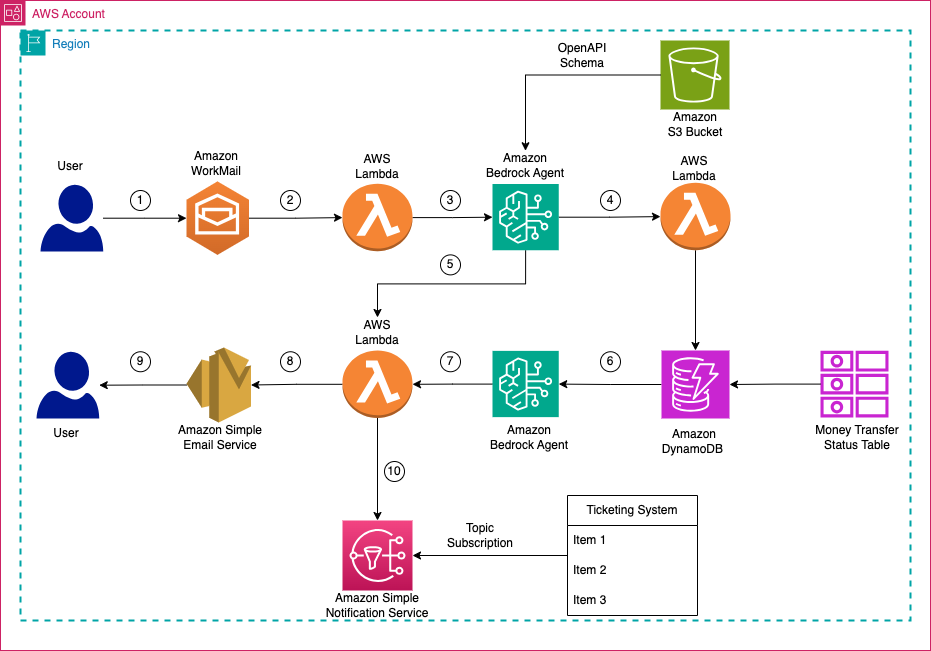 AWS Account
Region
OpenAPI
Schema
Amazon
S3 Bucket
User
Amazon
WorkMail
AWS
Lambda
Amazon
Bedrock Agent
AWS
Lambda
1
2
3
4
5
AWS
Lambda
9
8
7
6
User
Amazon Simple
Email Service
Amazon
Bedrock Agent
Amazon
DynamoDB
Money Transfer
Status Table
10
Topic
Subscription
Ticketing System
Item 1
Item 2
Item 3
Amazon Simple
Notification Service